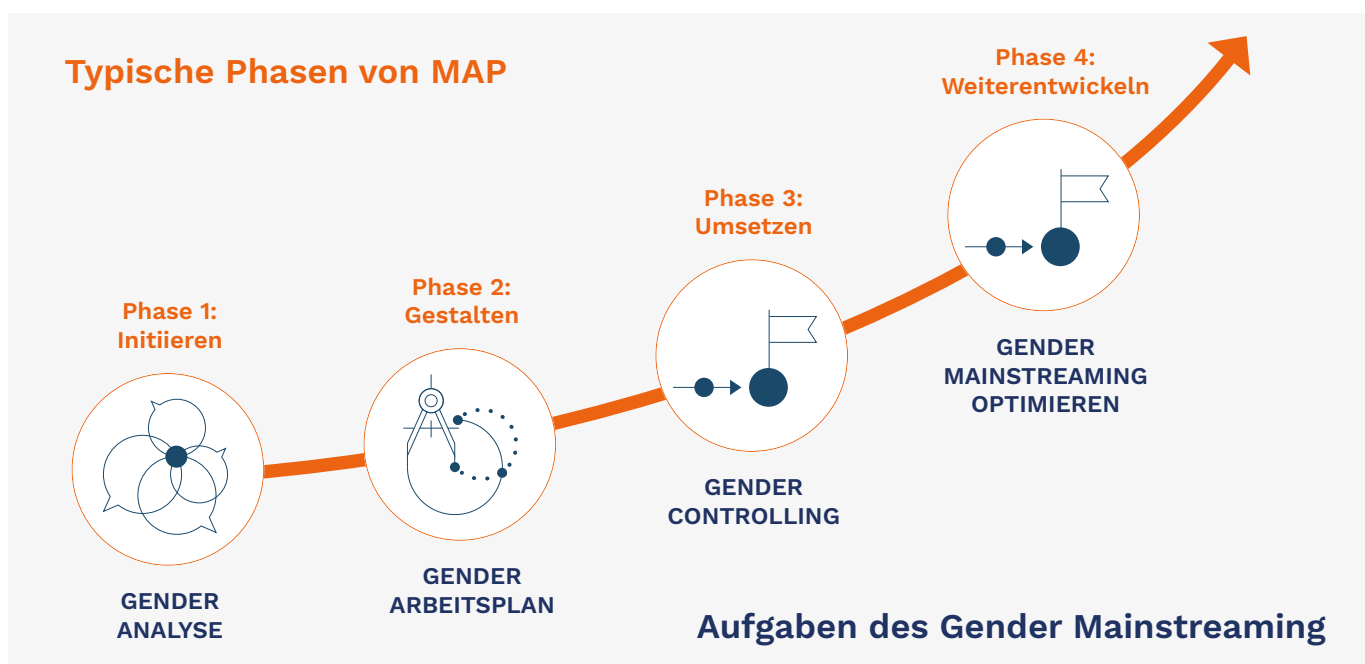 Typische Phasen von MAP
Phase 1:
Initiieren
GENDER
ANALYSE
Phase 2:
Gestalten
GENDER
ARBEITSPLAN
Phase 3:
Umsetzen
GENDER
CONTROLLING
Phase 4:
Weiterentwickeln
GENDER
MAINSTREAMING
OPTIMIEREN
Aufgaben des Gender Mainstreaming